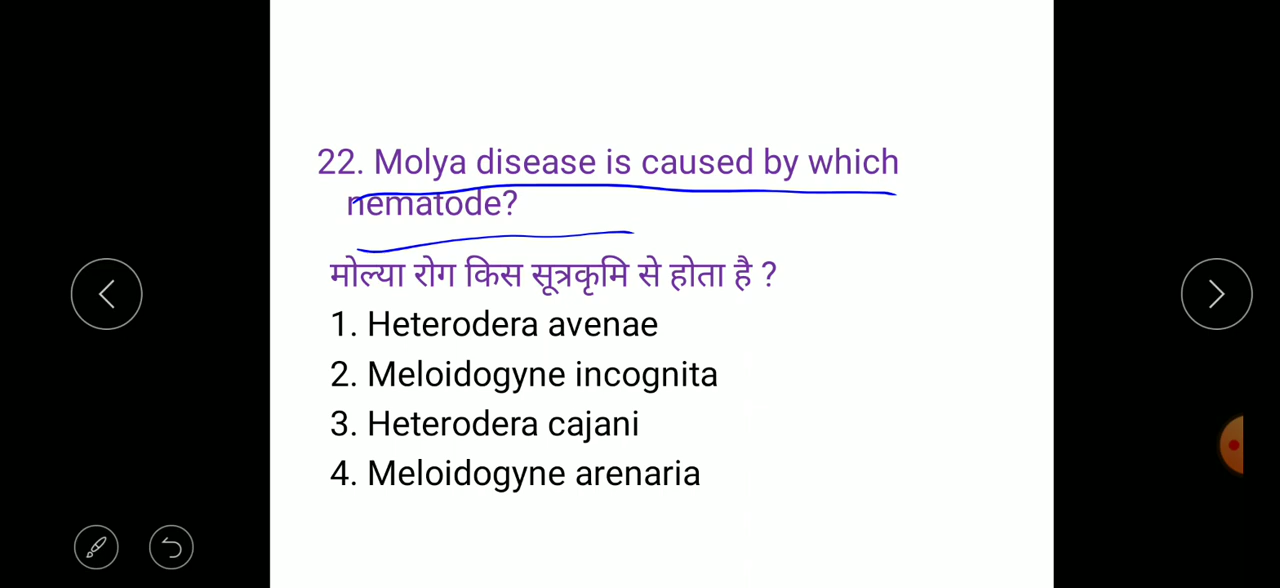 22. Molya disease is caused by which
nematode?
मोल्या रोग किस सूत्रकृमि से होता है ?
1. Heterodera avenae
2. Meloidogyne incognita
3. Heterodera cajani
4. Meloidogyne arenaria